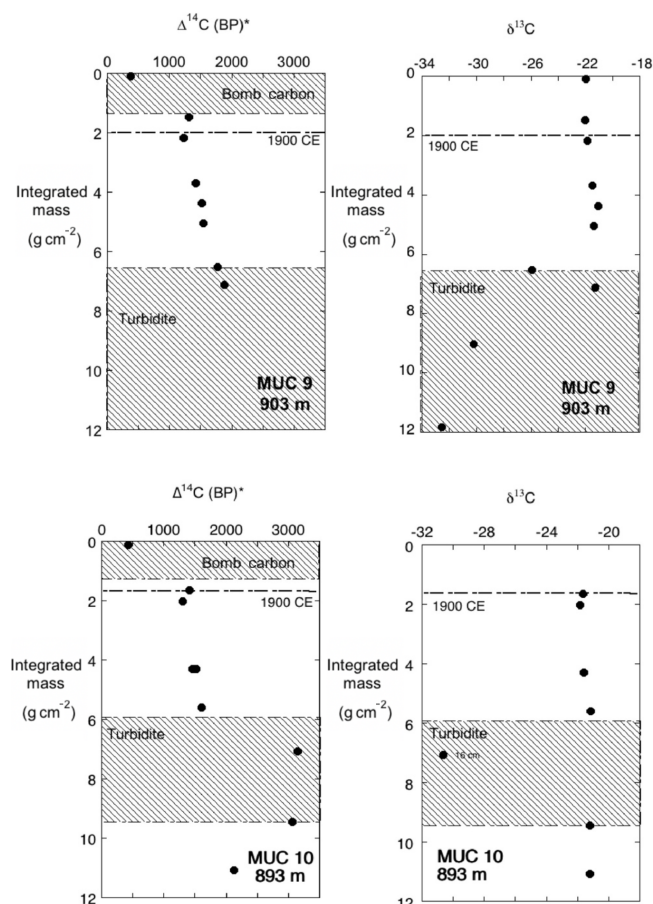 Δ¹⁴C (BP)*
0 1000 2000 3000
0
2
4
6
8
10
12
Integrated
mass
(g cm⁻²)
Bomb carbon
1900 CE
Turbidite
MUC 9
903 m
δ¹³C
-34 -30 -26 -22 -18
0
2
4
6
8
10
12
Integrated
mass
(g cm⁻²)
1900 CE
Turbidite
MUC 9
903 m
Δ¹⁴C (BP)*
0 1000 2000 3000
0
2
4
6
8
10
12
Integrated
mass
(g cm⁻²)
Bomb carbon
1900 CE
Turbidite
MUC 10
893 m
δ¹³C
-32 -28 -24 -20
0
2
4
6
8
10
12
Integrated
mass
(g cm⁻²)
1900 CE
Turbidite
16 cm
MUC 10
893 m